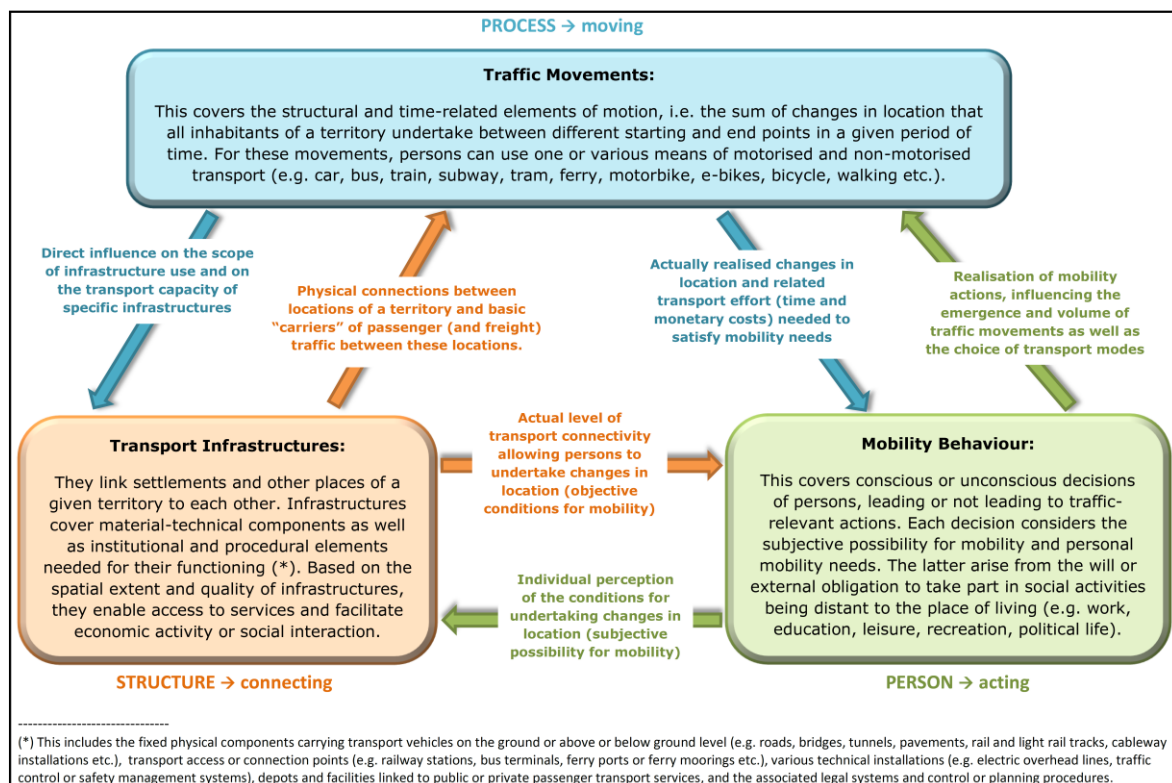 PROCESS → moving
Traffic Movements:
This covers the structural and time-related elements of motion, i.e. the sum of changes in location that
all inhabitants of a territory undertake between different starting and end points in a given period of
time. For these movements, persons can use one or various means of motorised and non-motorised
transport (e.g. car, bus, train, subway, tram, ferry, motorbike, e-bikes, bicycle, walking etc.).
Direct influence on the scope
of infrastructure use and on
the transport capacity of
specific infrastructures
Physical connections between
locations of a territory and basic
“carriers” of passenger (and freight)
traffic between these locations.
Actually realised changes in
location and related
transport effort (time and
monetary costs) needed to
satisfy mobility needs
Realisation of mobility
actions, influencing the
emergence and volume of
traffic movements as well as
the choice of transport modes
Transport Infrastructures:
They link settlements and other places of a
given territory to each other. Infrastructures
cover material-technical components as well
as institutional and procedural elements
needed for their functioning (*). Based on the
spatial extent and quality of infrastructures,
they enable access to services and facilitate
economic activity or social interaction.
Actual level of
transport connectivity
allowing persons to
undertake changes in
location (objective
conditions for mobility)
Individual perception
of the conditions for
undertaking changes in
location (subjective
possibility for mobility)
Mobility Behaviour:
This covers conscious or unconscious decisions
of persons, leading or not leading to traffic-
relevant actions. Each decision considers the
subjective possibility for mobility and personal
mobility needs. The latter arise from the will or
external obligation to take part in social activities
being distant to the place of living (e.g. work,
education, leisure, recreation, political life).
STRUCTURE → connecting
PERSON → acting
-------------------------------
(*) This includes the fixed physical components carrying transport vehicles on the ground or above or below ground level (e.g. roads, bridges, tunnels, pavements, rail and light rail tracks, cableway
installations etc.), transport access or connection points (e.g. railway stations, bus terminals, ferry ports or ferry moorings etc.), various technical installations (e.g. electric overhead lines, traffic
control or safety management systems), depots and facilities linked to public or private passenger transport services, and the associated legal systems and control or planning procedures.